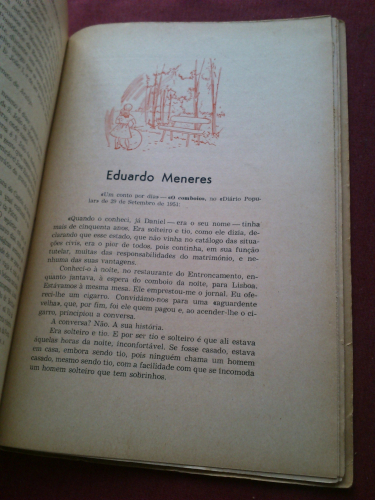 Eduardo Meneres
«Um conto por dia» — «O comboio», no «Diário Popu-
lar» de 29 de Setembro de 1951:
«Quando o conheci, já Daniel — era o seu nome — tinha
mais de cinquenta anos. Era solteiro e tio, como ele dizia, de-
clarando que esse estado, que não vinha no catálogo das situa-
ções civis, era o pior de todos, pois continha, em sua função
tutelar, muitas das responsabilidades do matrimónio, e ne-
nhuma das suas vantagens.
Conheci-o à noite, no restaurante do Entroncamento, en-
quanto jantava, à espera do comboio da noite, para Lisboa.
Estávamos à mesma mesa. Ele emprestou-me o jornal. Eu ofe-
reci-lhe um cigarro. Convidámo-nos para uma «aguardente
velha», que, por fim, foi ele quem pagou e, ao acender-lhe o ci-
garro, principiou a conversa.
A conversa? Não. A sua história.
Era solteiro e tio. E por ser tio e solteiro é que ali estava
àquelas horas da noite, inconfortável. Se fosse casado, estava
em casa, embora sendo tio, pois ninguém chama um homem
casado, mesmo sendo tio, com a facilidade com que se incomoda
um homem solteiro que tem sobrinhos.